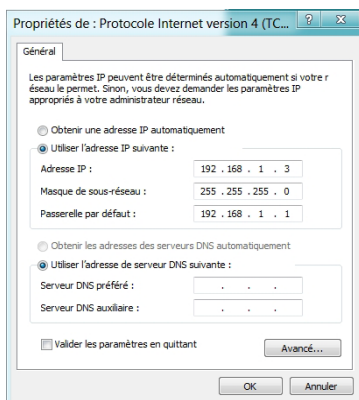 Propriétés de : Protocole Internet version 4 (TC...
Général
Les paramètres IP peuvent être déterminés automatiquement si votre r
éseau le permet. Sinon, vous devez demander les paramètres IP
appropriés à votre administrateur réseau.
Obtenir une adresse IP automatiquement
Utiliser l'adresse IP suivante :
Adresse IP : 192 . 168 . 1 . 3
Masque de sous-réseau : 255 . 255 . 255 . 0
Passerelle par défaut : 192 . 168 . 1 . 1
Obtenir les adresses des serveurs DNS automatiquement
Utiliser l'adresse de serveur DNS suivante :
Serveur DNS préféré : . . .
Serveur DNS auxiliaire : . . .
Valider les paramètres en quittant
Avancé...
OK Annuler